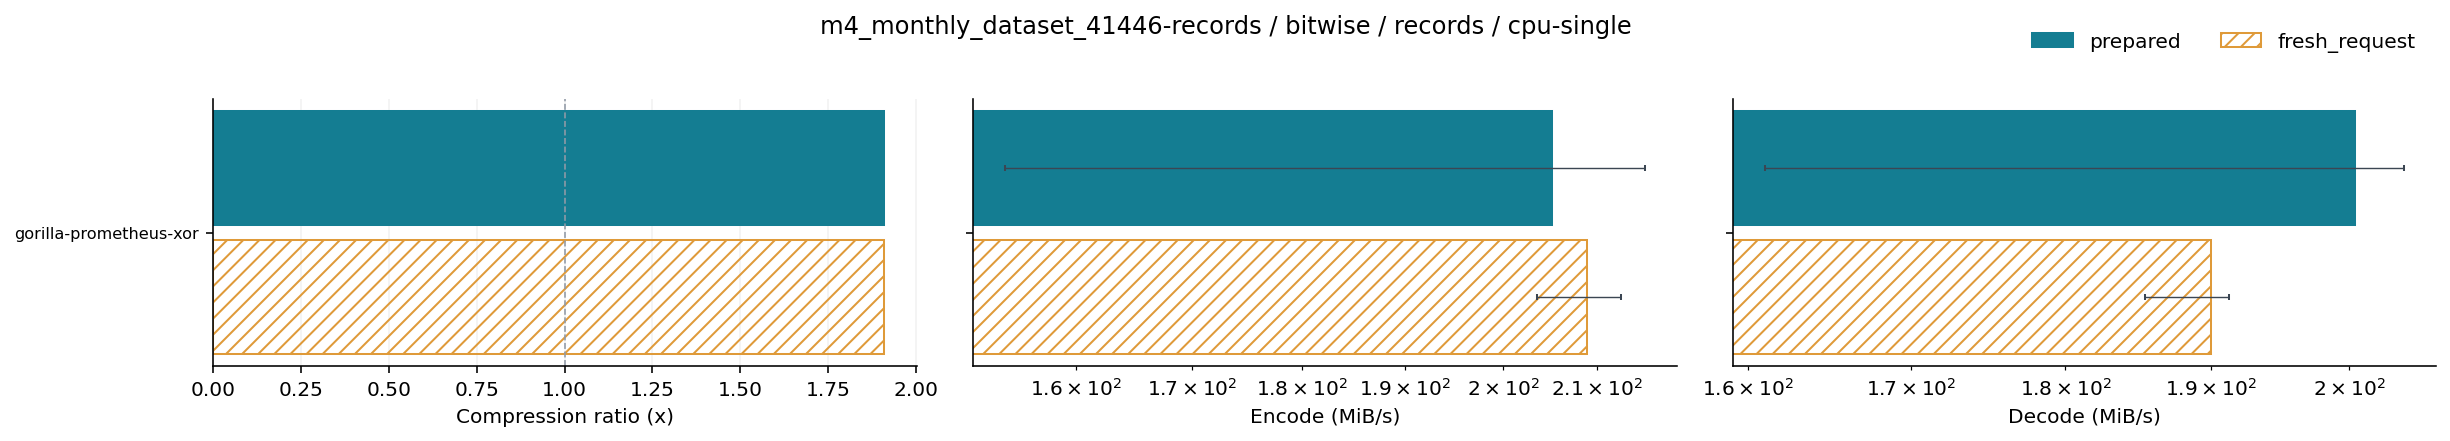 m4_monthly_dataset_41446-records / bitwise / records / cpu-single
prepared
fresh_request
gorilla-prometheus-xor
0.00 0.25 0.50 0.75 1.00 1.25 1.50 1.75 2.00
Compression ratio (x)
1.6 × 10² 1.7 × 10² 1.8 × 10² 1.9 × 10² 2 × 10² 2.1 × 10²
Encode (MiB/s)
1.6 × 10² 1.7 × 10² 1.8 × 10² 1.9 × 10² 2 × 10²
Decode (MiB/s)